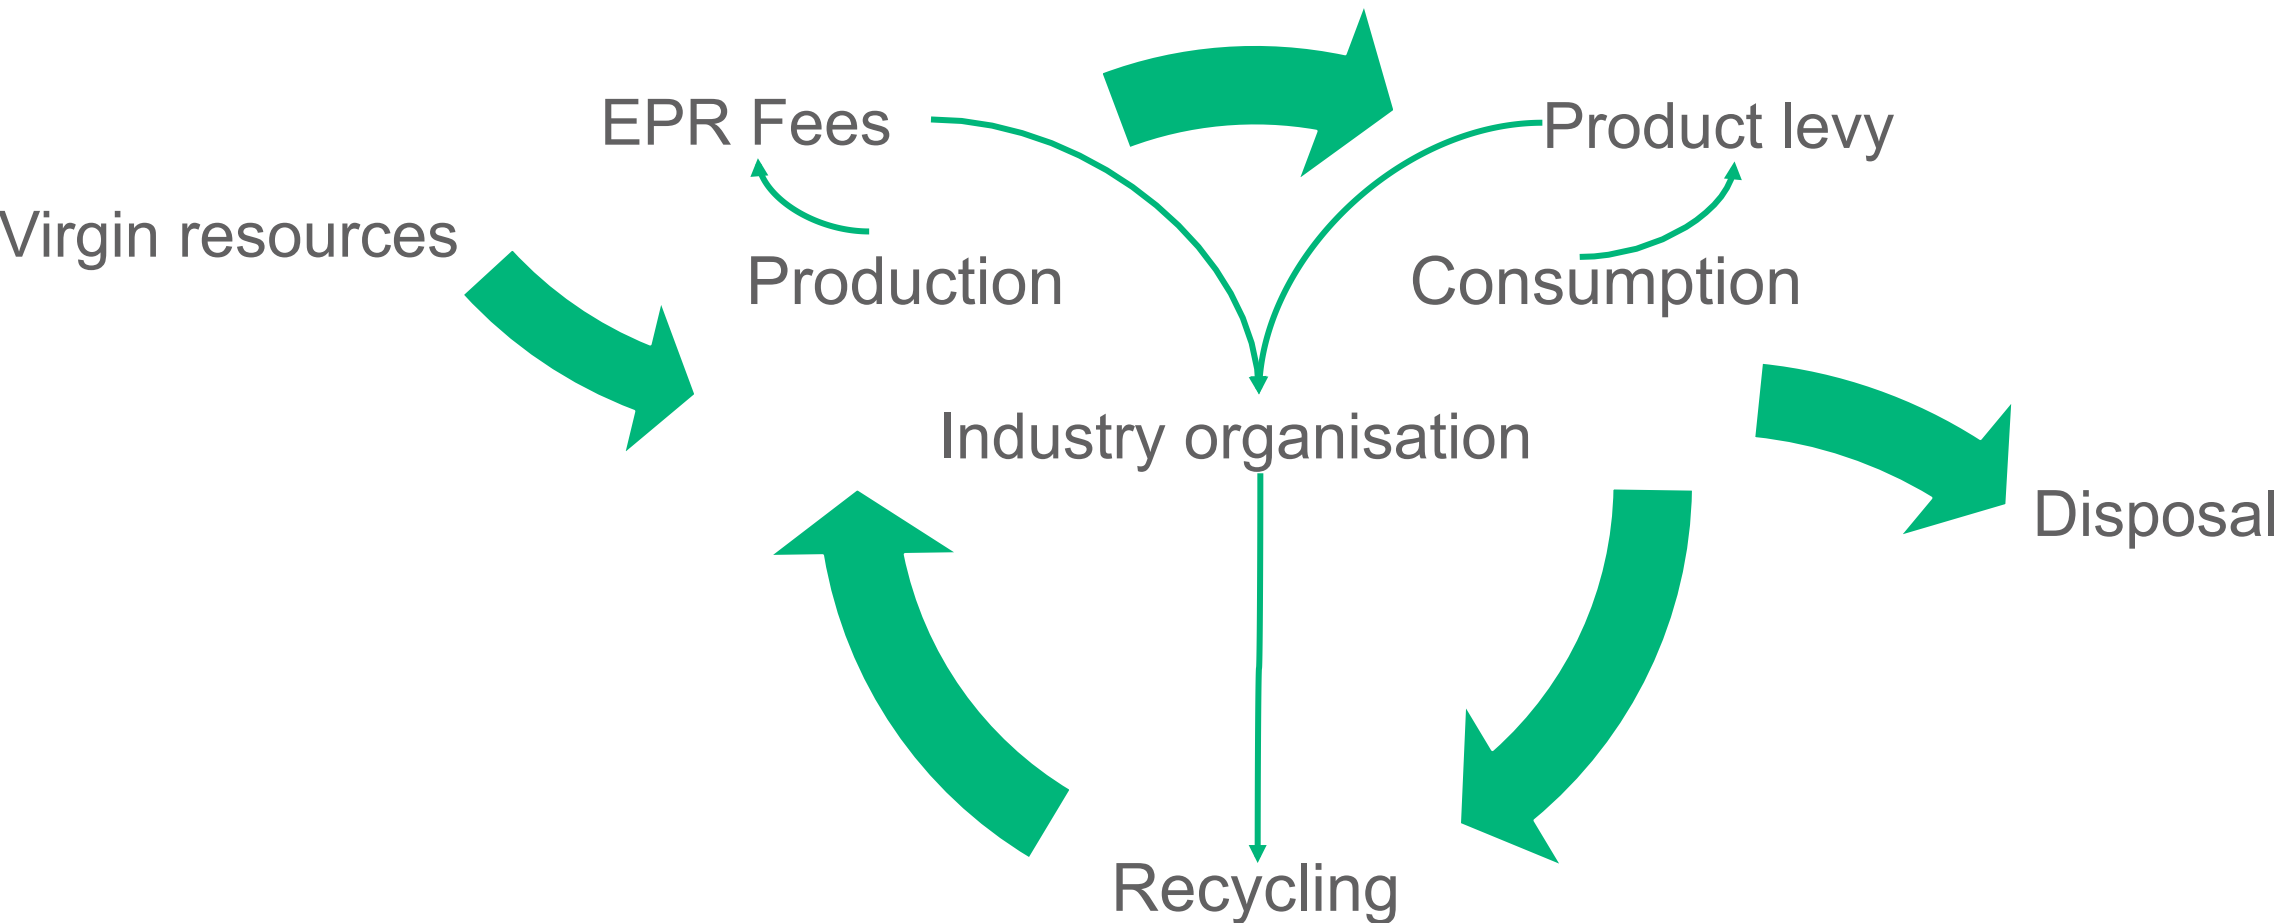 EPR Fees
Product levy
Virgin resources
Production
Consumption
Industry organisation
Disposal
Recycling